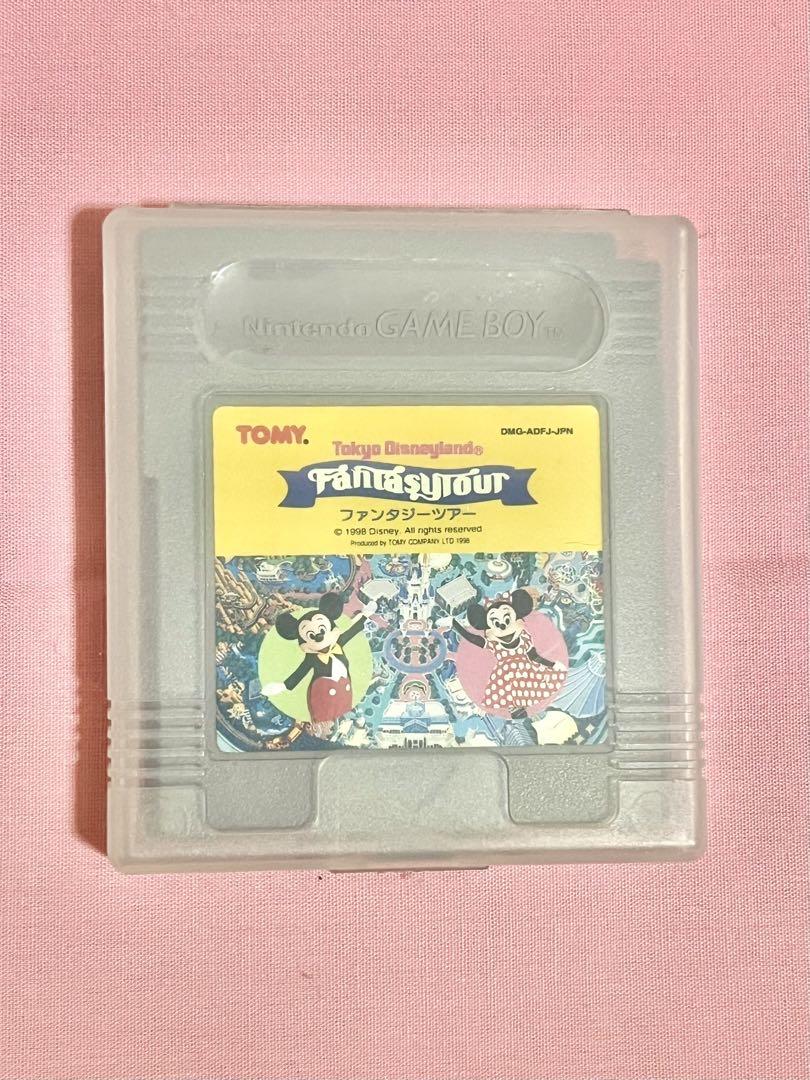 Nintendo GAME BOY TM
TOMY.
DMG-ADFJ-JPN
Tokyo Disneyland®
FantasyTour
ファンタジーツアー
© 1998 Disney. All rights reserved
Produced by TOMY COMPANY LTD 1998